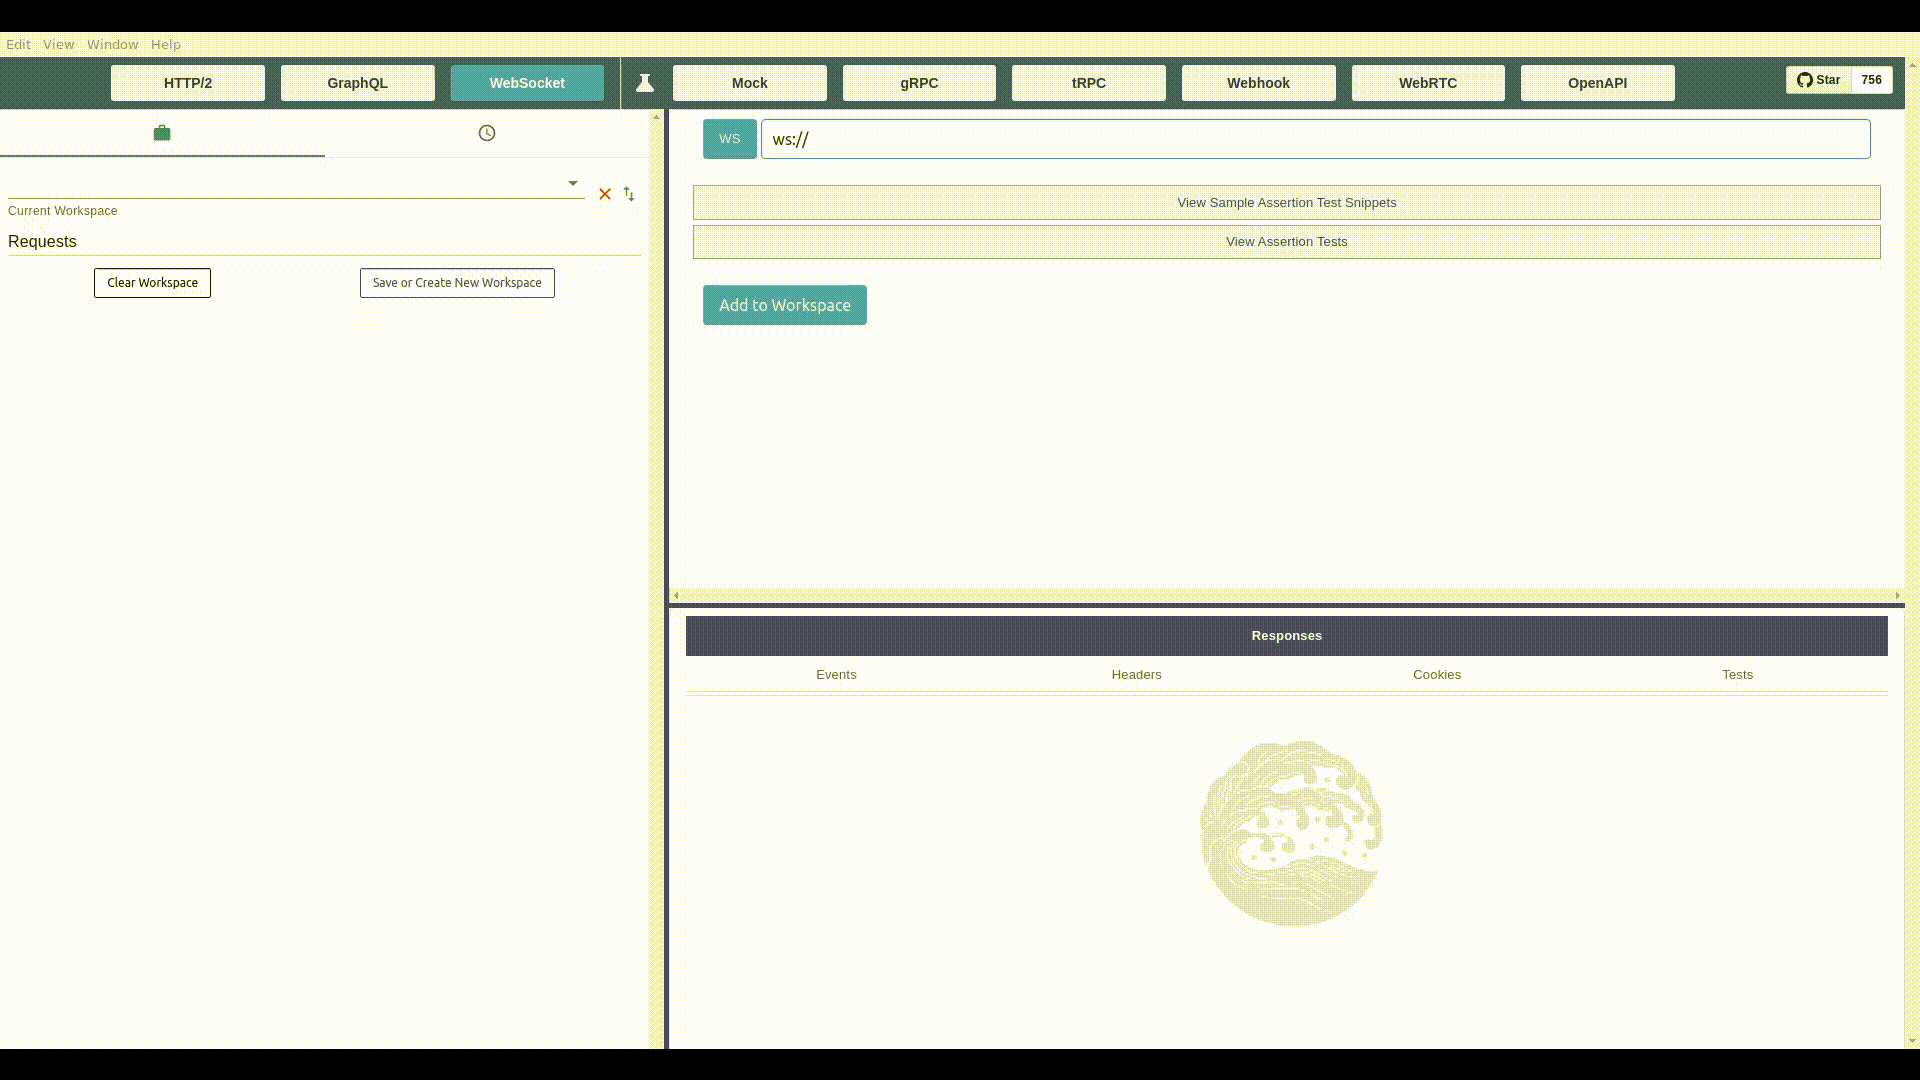 Edit View Window Help
HTTP/2 GraphQL WebSocket Mock gRPC tRPC Webhook WebRTC OpenAPI Star 756
Current Workspace
Requests
Clear Workspace Save or Create New Workspace
WS ws://
View Sample Assertion Test Snippets
View Assertion Tests
Add to Workspace
Responses
Events Headers Cookies Tests